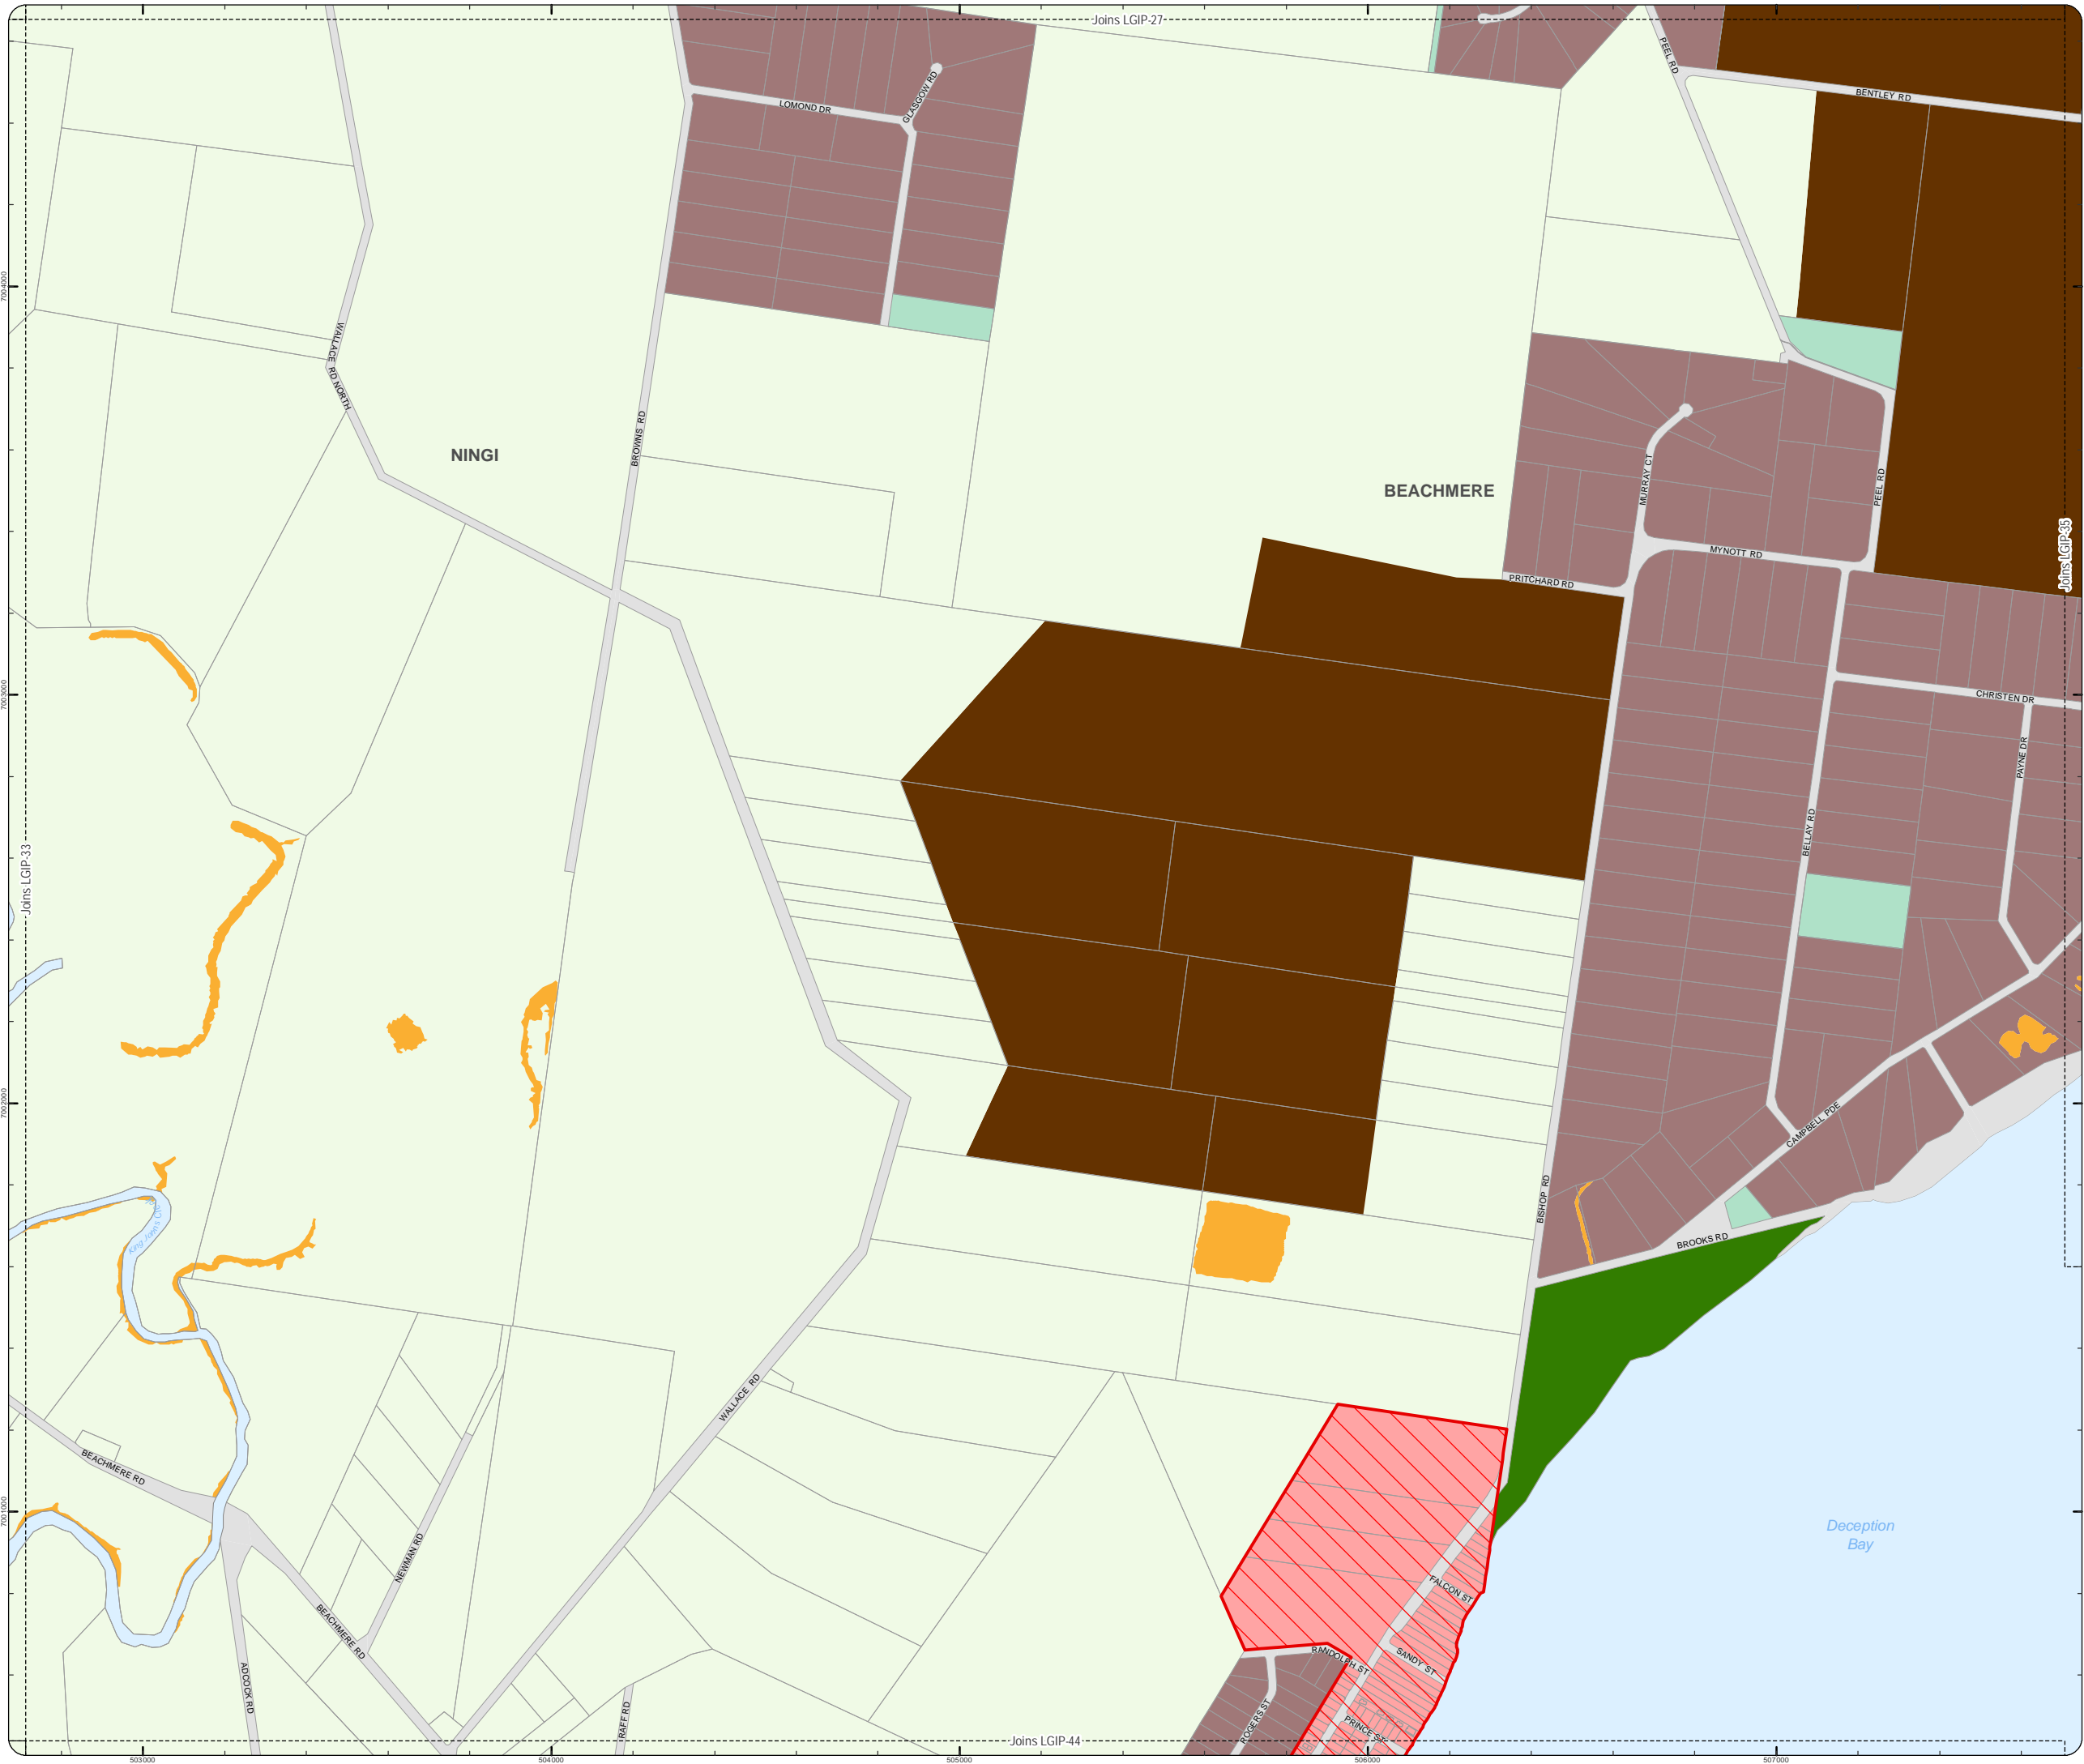 Joins LGIP-27
PEEL RD
BENTLEY RD
GLASGOW RD
LOMOND DR
7004000
WALLACE RD NORTH
BROWNS RD
NINGI
BEACHMERE
MURRAY CT
PEEL RD
MYNOTT RD
PRITCHARD RD
Joins LGIP-35
7003000
CHRISTEN DR
PAYNE DR
BELLAY RD
Joins LGIP-33
7002000
CAMPBELL PDE
BISHOP RD
BROOKS RD
WALLACE RD
BEACHMERE RD
7001000
Deception
Bay
NEWMAN RD
FALCON ST
BEACHMERE RD
RANDOLPH ST
SANDY ST
ADCOCK RD
RAFF RD
ROGERS ST
PRINCE ST
Joins LGIP-44
503000
504000
505000
506000
507000